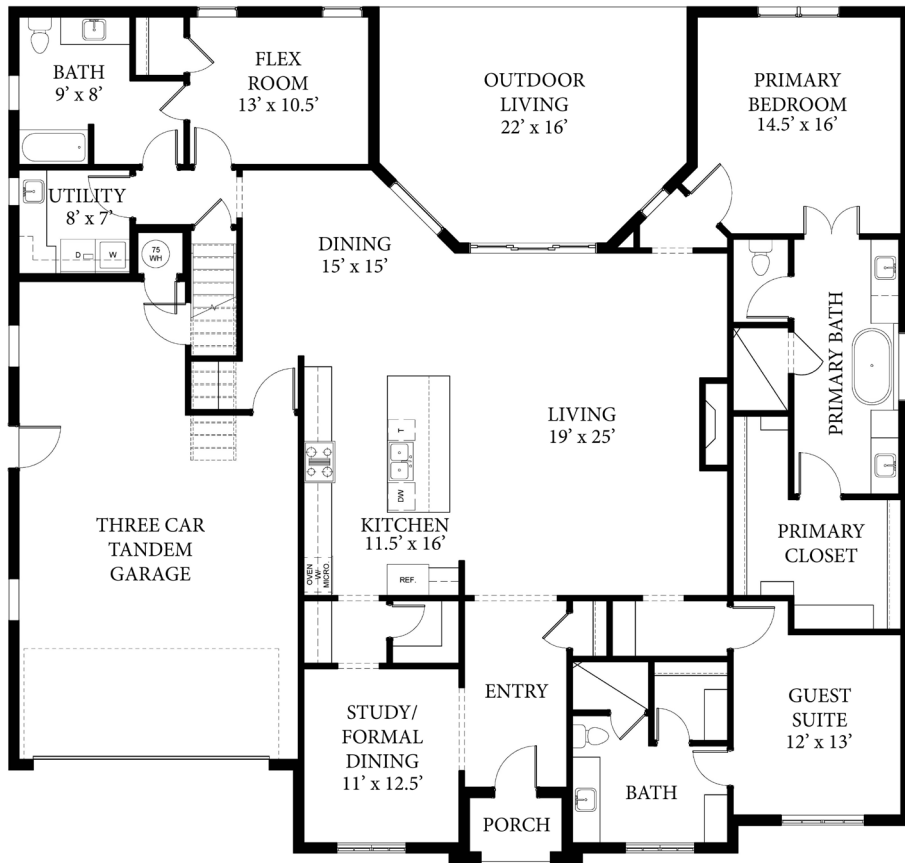 BATH
9’ x 8’
FLEX
ROOM
13’ x 10.5’
OUTDOOR
LIVING
22’ x 16’
PRIMARY
BEDROOM
14.5’ x 16’
UTILITY
8’ x 7’
D
W
75
WH
DINING
15’ x 15’
PRIMARY BATH
LIVING
19’ x 25’
T
DW
KITCHEN
11.5’ x 16’
OVEN
W/
MICRO.
REF.
THREE CAR
TANDEM
GARAGE
PRIMARY
CLOSET
ENTRY
STUDY/
FORMAL
DINING
11’ x 12.5’
GUEST
SUITE
12’ x 13’
BATH
PORCH